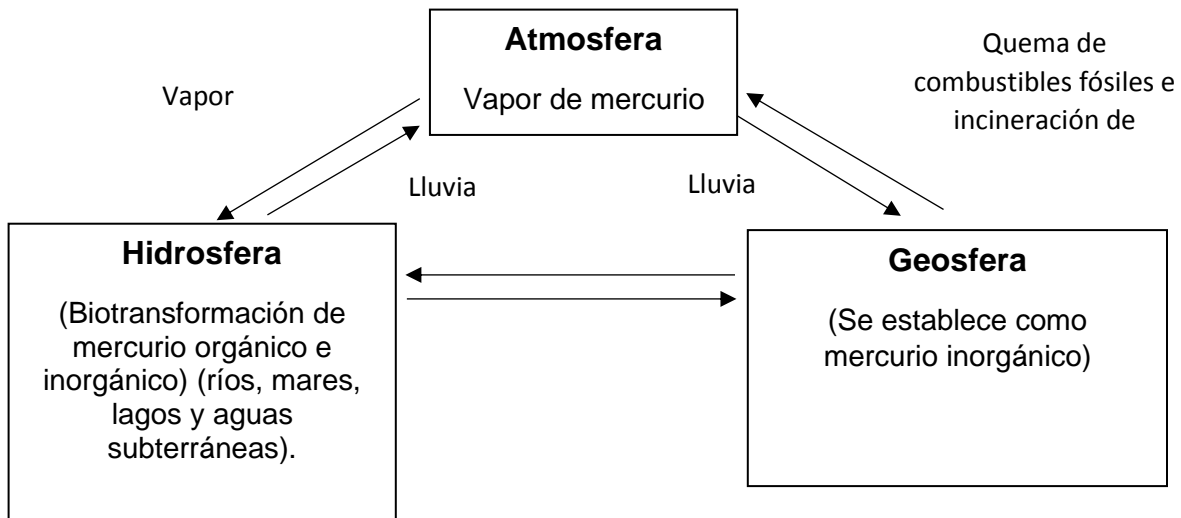 Atmosfera
Vapor de mercurio
Quema de
combustibles fósiles e
incineración de
Vapor
Lluvia
Lluvia
Hidrosfera
(Biotransformación de
mercurio orgánico e
inorgánico) (ríos, mares,
lagos y aguas
subterráneas).
Geosfera
(Se establece como
mercurio inorgánico)